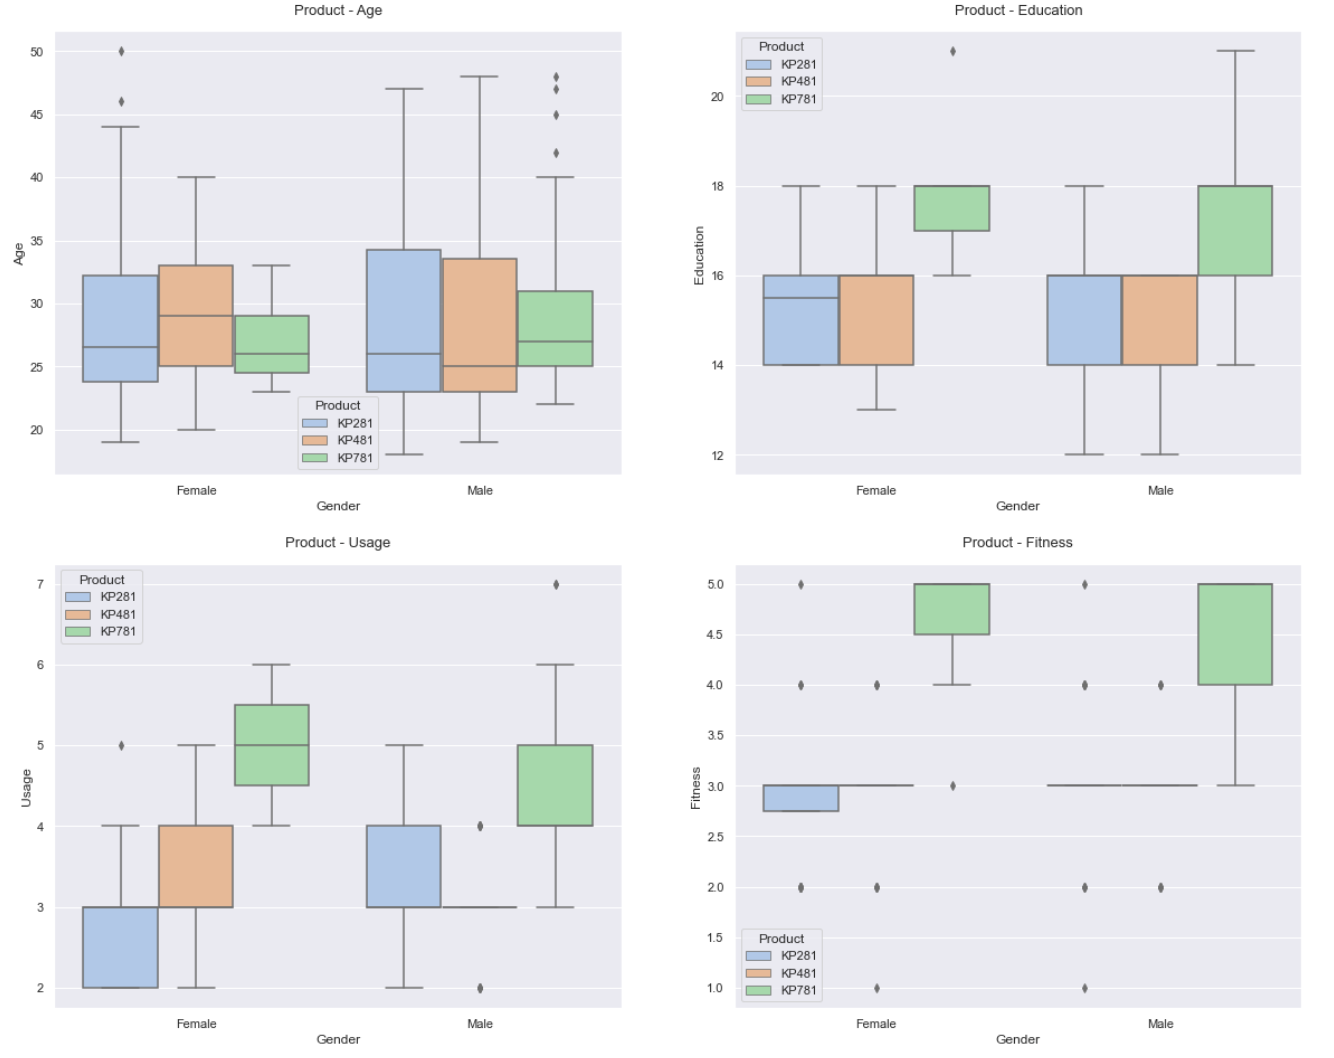 Product - Age
50
45
40
35
30
25
20
Age
Product
KP281
KP481
KP781
Female
Male
Gender
Product - Education
20
18
16
14
12
Education
Product
KP281
KP481
KP781
Female
Male
Gender
Product - Usage
7
6
5
4
3
2
Usage
Product
KP281
KP481
KP781
Female
Male
Gender
Product - Fitness
5.0
4.5
4.0
3.5
3.0
2.5
2.0
1.5
1.0
Fitness
Product
KP281
KP481
KP781
Female
Male
Gender